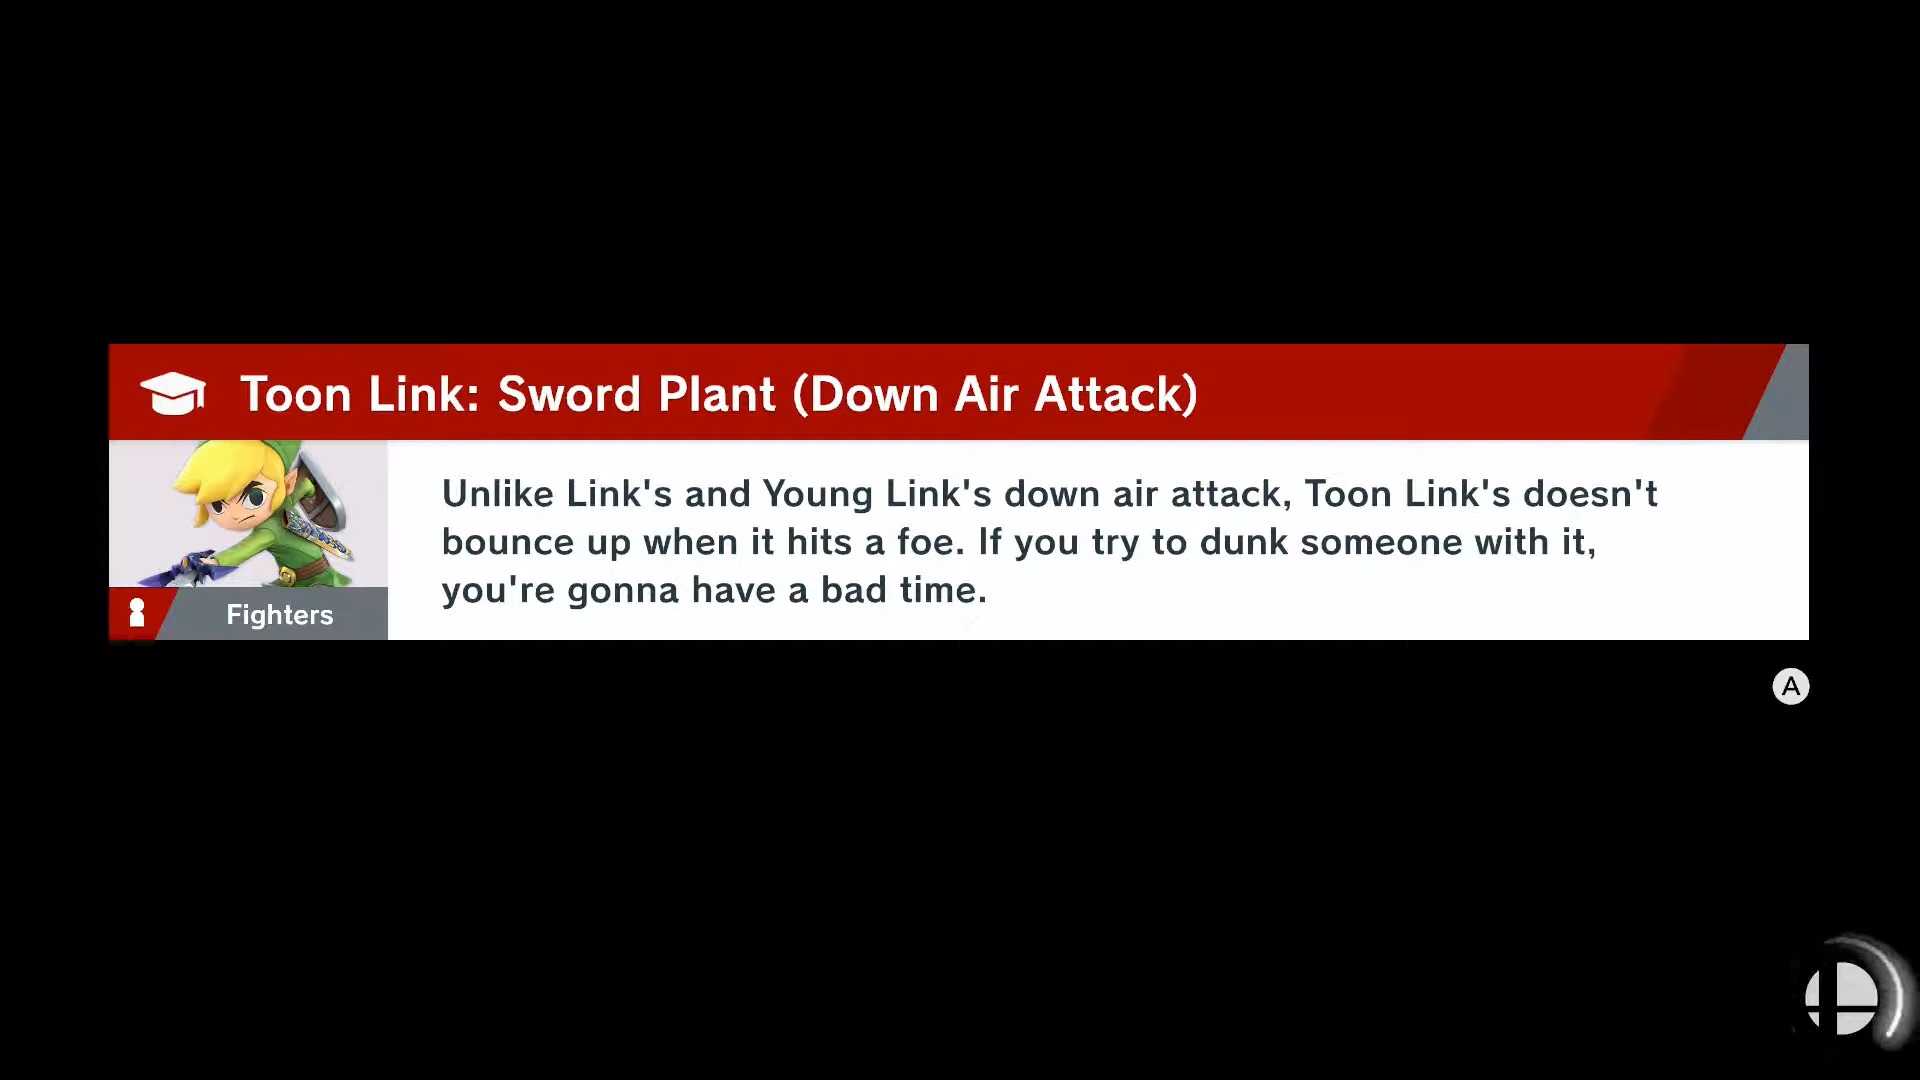 Toon Link: Sword Plant (Down Air Attack)
Unlike Link's and Young Link's down air attack, Toon Link's doesn't
bounce up when it hits a foe. If you try to dunk someone with it,
you're gonna have a bad time.
Fighters
A